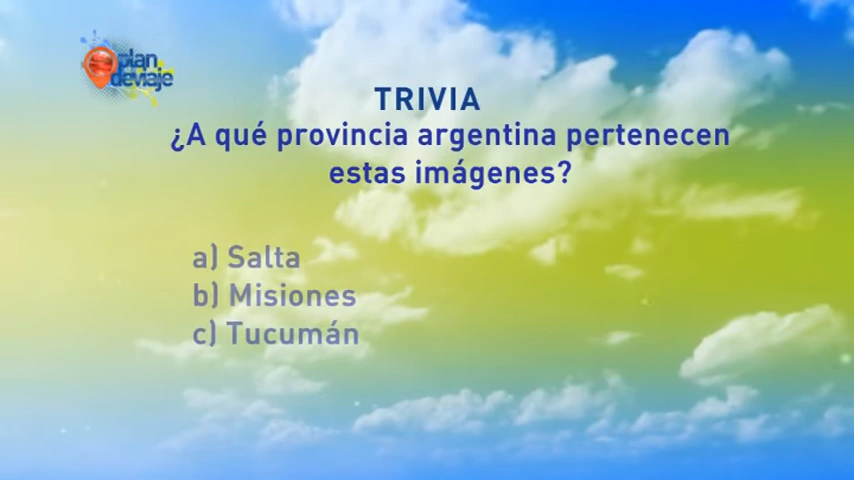 plan
deviaje
TRIVIA
¿A qué provincia argentina pertenecen
estas imágenes?
a) Salta
b) Misiones
c) Tucumán